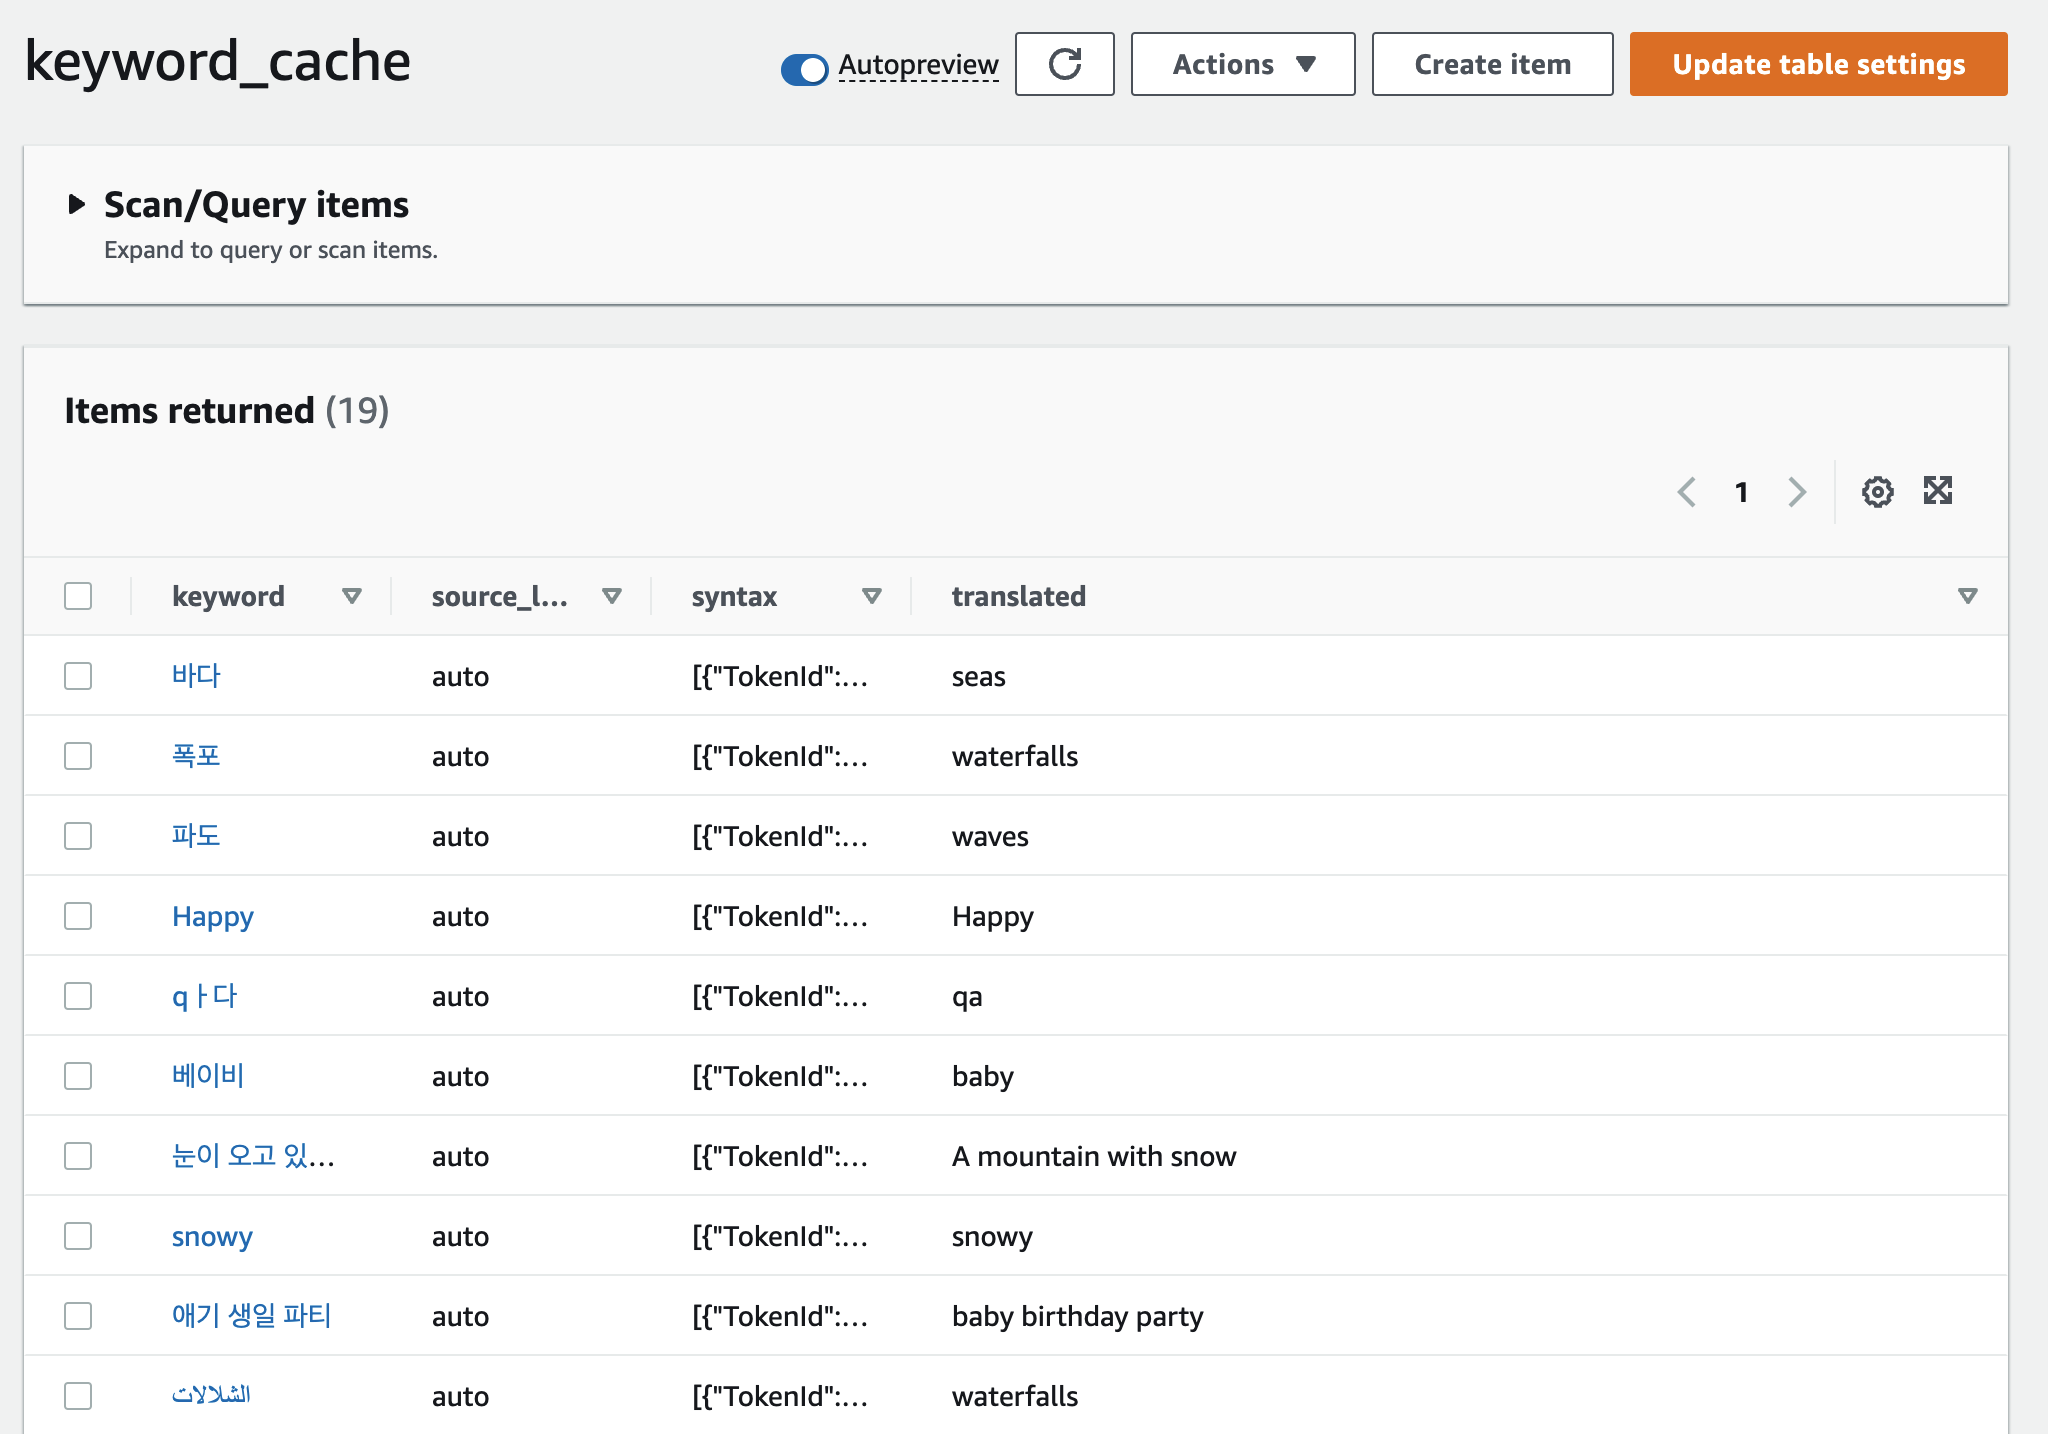 keyword_cache
Autopreview
Actions
Create item
Update table settings
Scan/Query items
Expand to query or scan items.
Items returned (19)
1
keyword source_l... syntax translated
바다 auto [{"TokenId":... seas
폭포 auto [{"TokenId":... waterfalls
파도 auto [{"TokenId":... waves
Happy auto [{"TokenId":... Happy
qㅏ다 auto [{"TokenId":... qa
베이비 auto [{"TokenId":... baby
눈이 오고 있... auto [{"TokenId":... A mountain with snow
snowy auto [{"TokenId":... snowy
애기 생일 파티 auto [{"TokenId":... baby birthday party
الشلالات auto [{"TokenId":... waterfalls